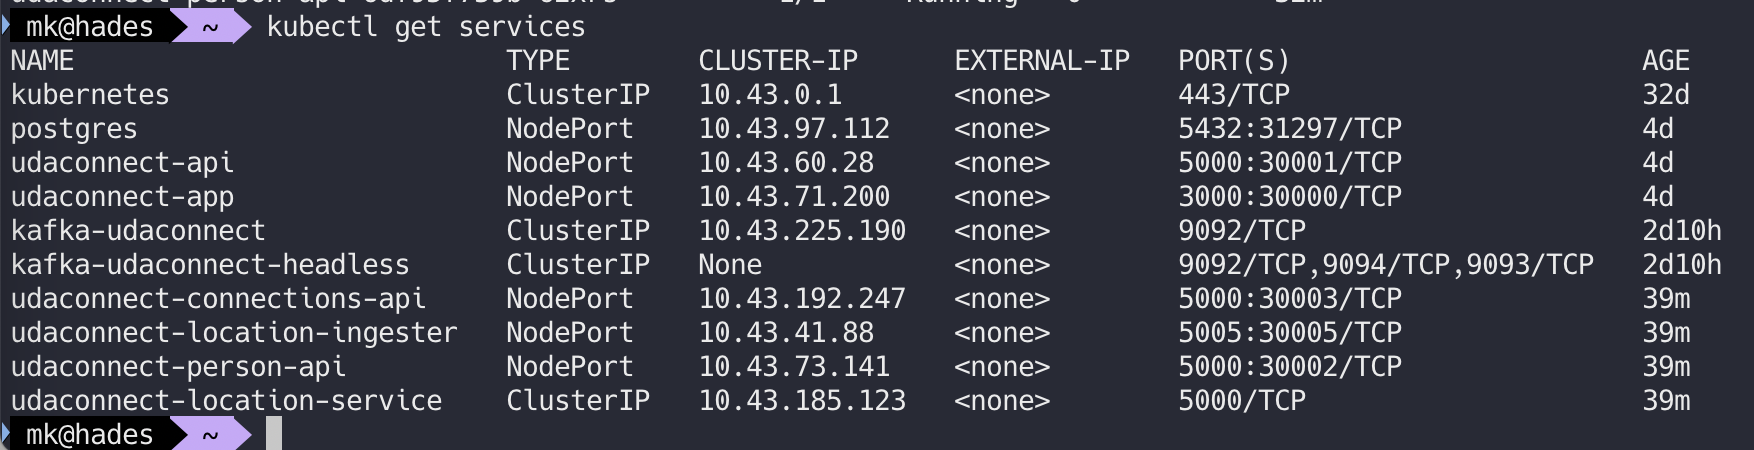 mk@hades ~ kubectl get services
NAME TYPE CLUSTER-IP EXTERNAL-IP PORT(S) AGE
kubernetes ClusterIP 10.43.0.1 <none> 443/TCP 32d
postgres NodePort 10.43.97.112 <none> 5432:31297/TCP 4d
udaconnect-api NodePort 10.43.60.28 <none> 5000:30001/TCP 4d
udaconnect-app NodePort 10.43.71.200 <none> 3000:30000/TCP 4d
kafka-udaconnect ClusterIP 10.43.225.190 <none> 9092/TCP 2d10h
kafka-udaconnect-headless ClusterIP None <none> 9092/TCP,9094/TCP,9093/TCP 2d10h
udaconnect-connections-api NodePort 10.43.192.247 <none> 5000:30003/TCP 39m
udaconnect-location-ingester NodePort 10.43.41.88 <none> 5005:30005/TCP 39m
udaconnect-person-api NodePort 10.43.73.141 <none> 5000:30002/TCP 39m
udaconnect-location-service ClusterIP 10.43.185.123 <none> 5000/TCP 39m
mk@hades ~